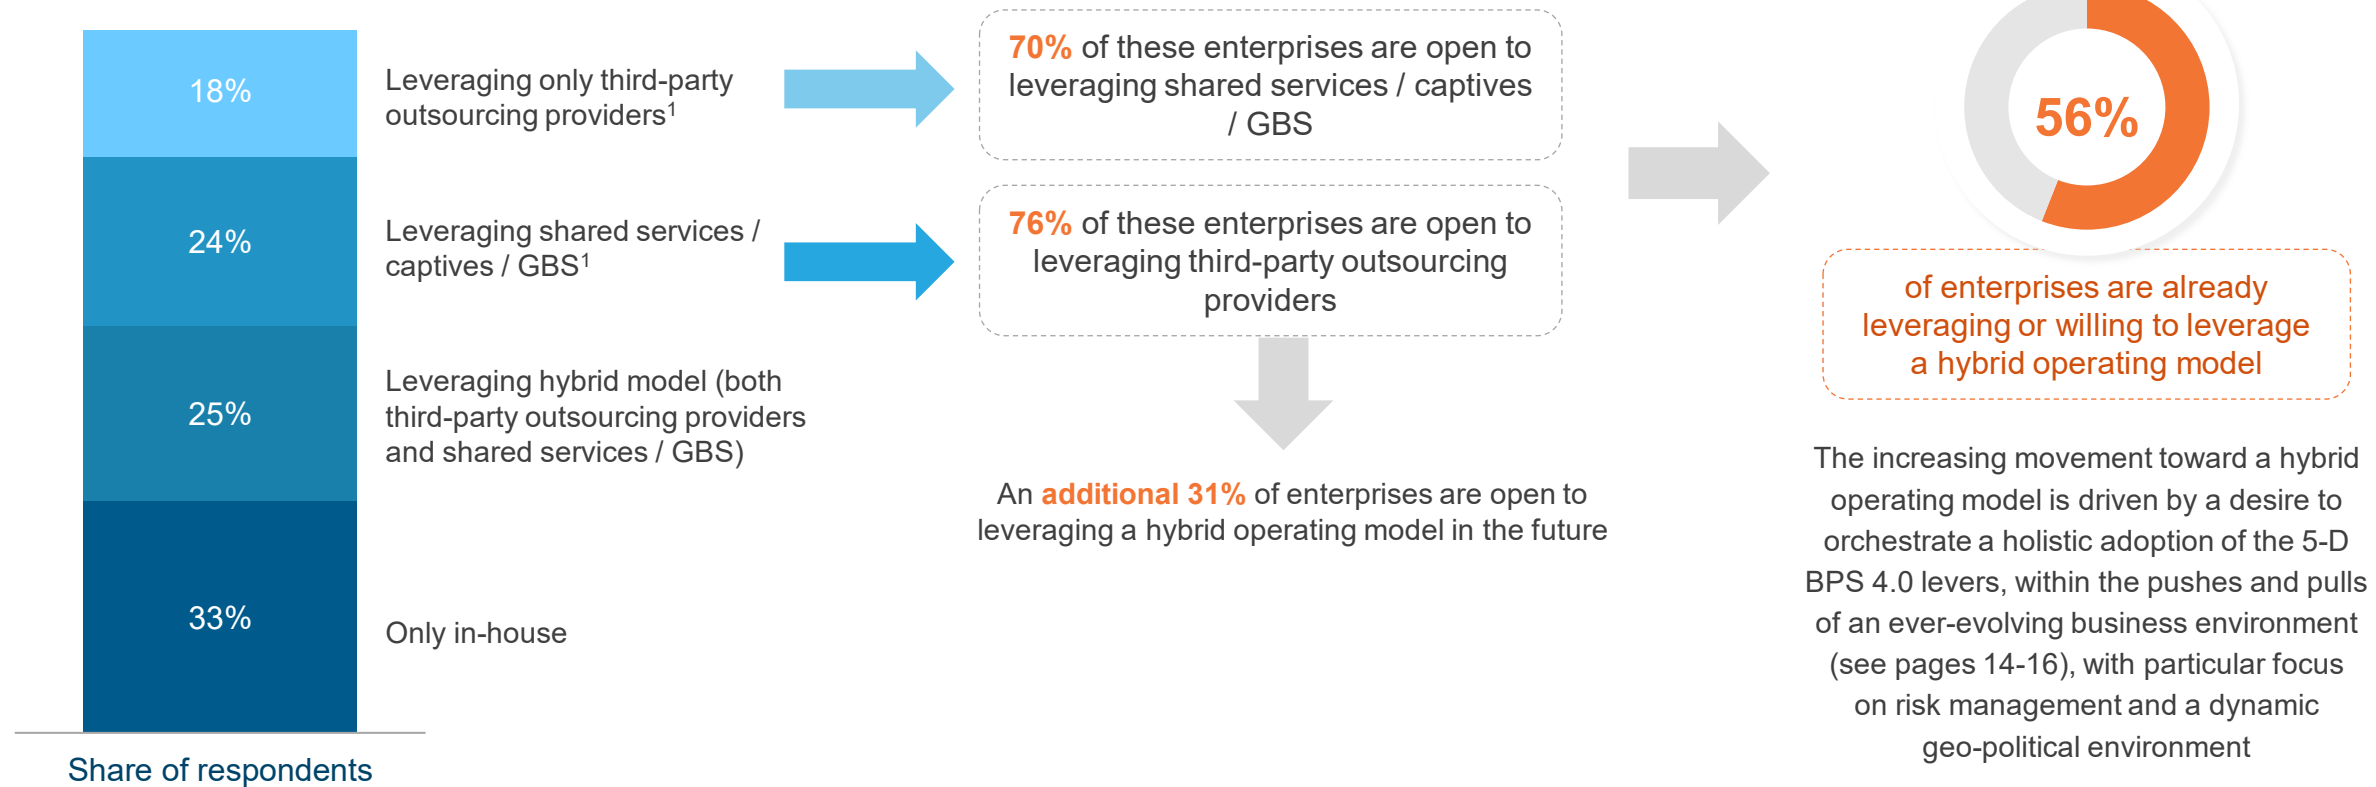 18%
Leveraging only third-party
outsourcing providers¹
24%
Leveraging shared services /
captives / GBS¹
25%
Leveraging hybrid model (both
third-party outsourcing providers
and shared services / GBS)
33%
Only in-house
Share of respondents
70% of these enterprises are open to
leveraging shared services / captives
/ GBS
76% of these enterprises are open to
leveraging third-party outsourcing
providers
An additional 31% of enterprises are open to
leveraging a hybrid operating model in the future
56%
of enterprises are already
leveraging or willing to leverage
a hybrid operating model
The increasing movement toward a hybrid
operating model is driven by a desire to
orchestrate a holistic adoption of the 5-D
BPS 4.0 levers, within the pushes and pulls
of an ever-evolving business environment
(see pages 14-16), with particular focus
on risk management and a dynamic
geo-political environment